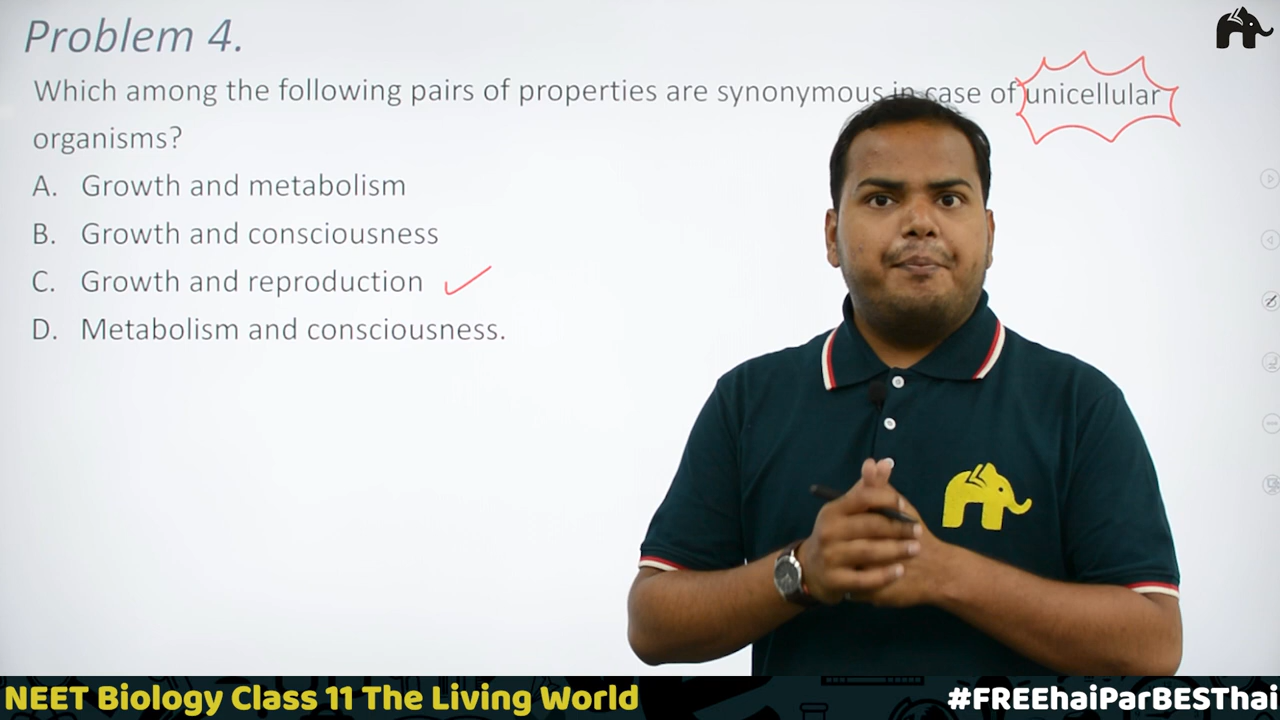 Problem 4.
Which among the following pairs of properties are synonymous in case of unicellular
organisms?
A. Growth and metabolism
B. Growth and consciousness
C. Growth and reproduction
D. Metabolism and consciousness.
NEET Biology Class 11 The Living World
#FREEhaiParBESThai